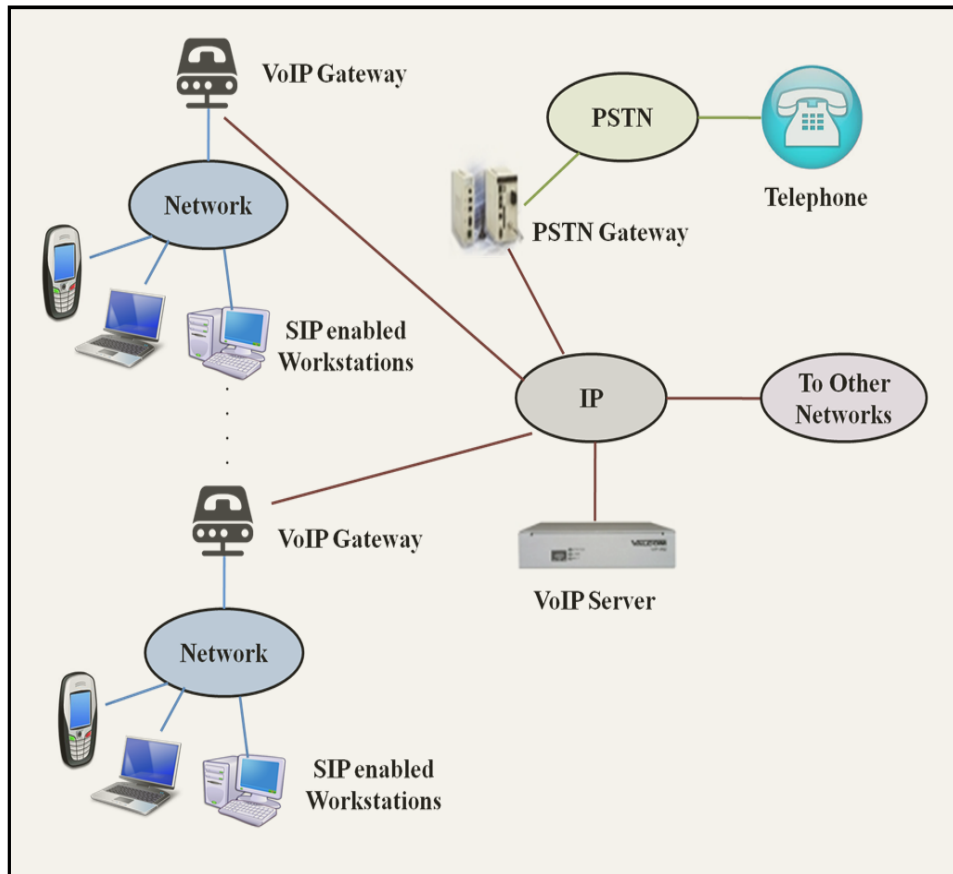 VoIP Gateway
PSTN
Network
Telephone
PSTN Gateway
SIP enabled
Workstations
IP
To Other
Networks
VoIP Gateway
VoIP Server
Network
SIP enabled
Workstations